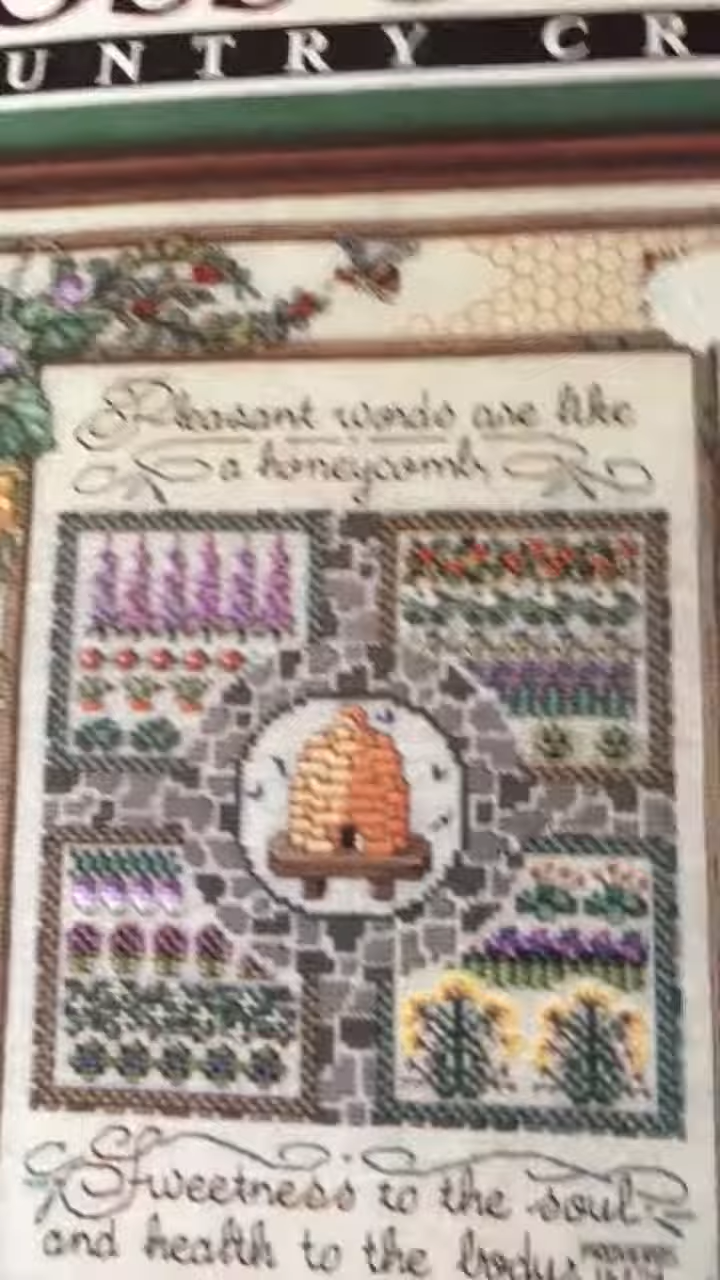 UNTRY CR
Pleasant words are like
a honeycomb,
Sweetness to the soul
and health to the body.